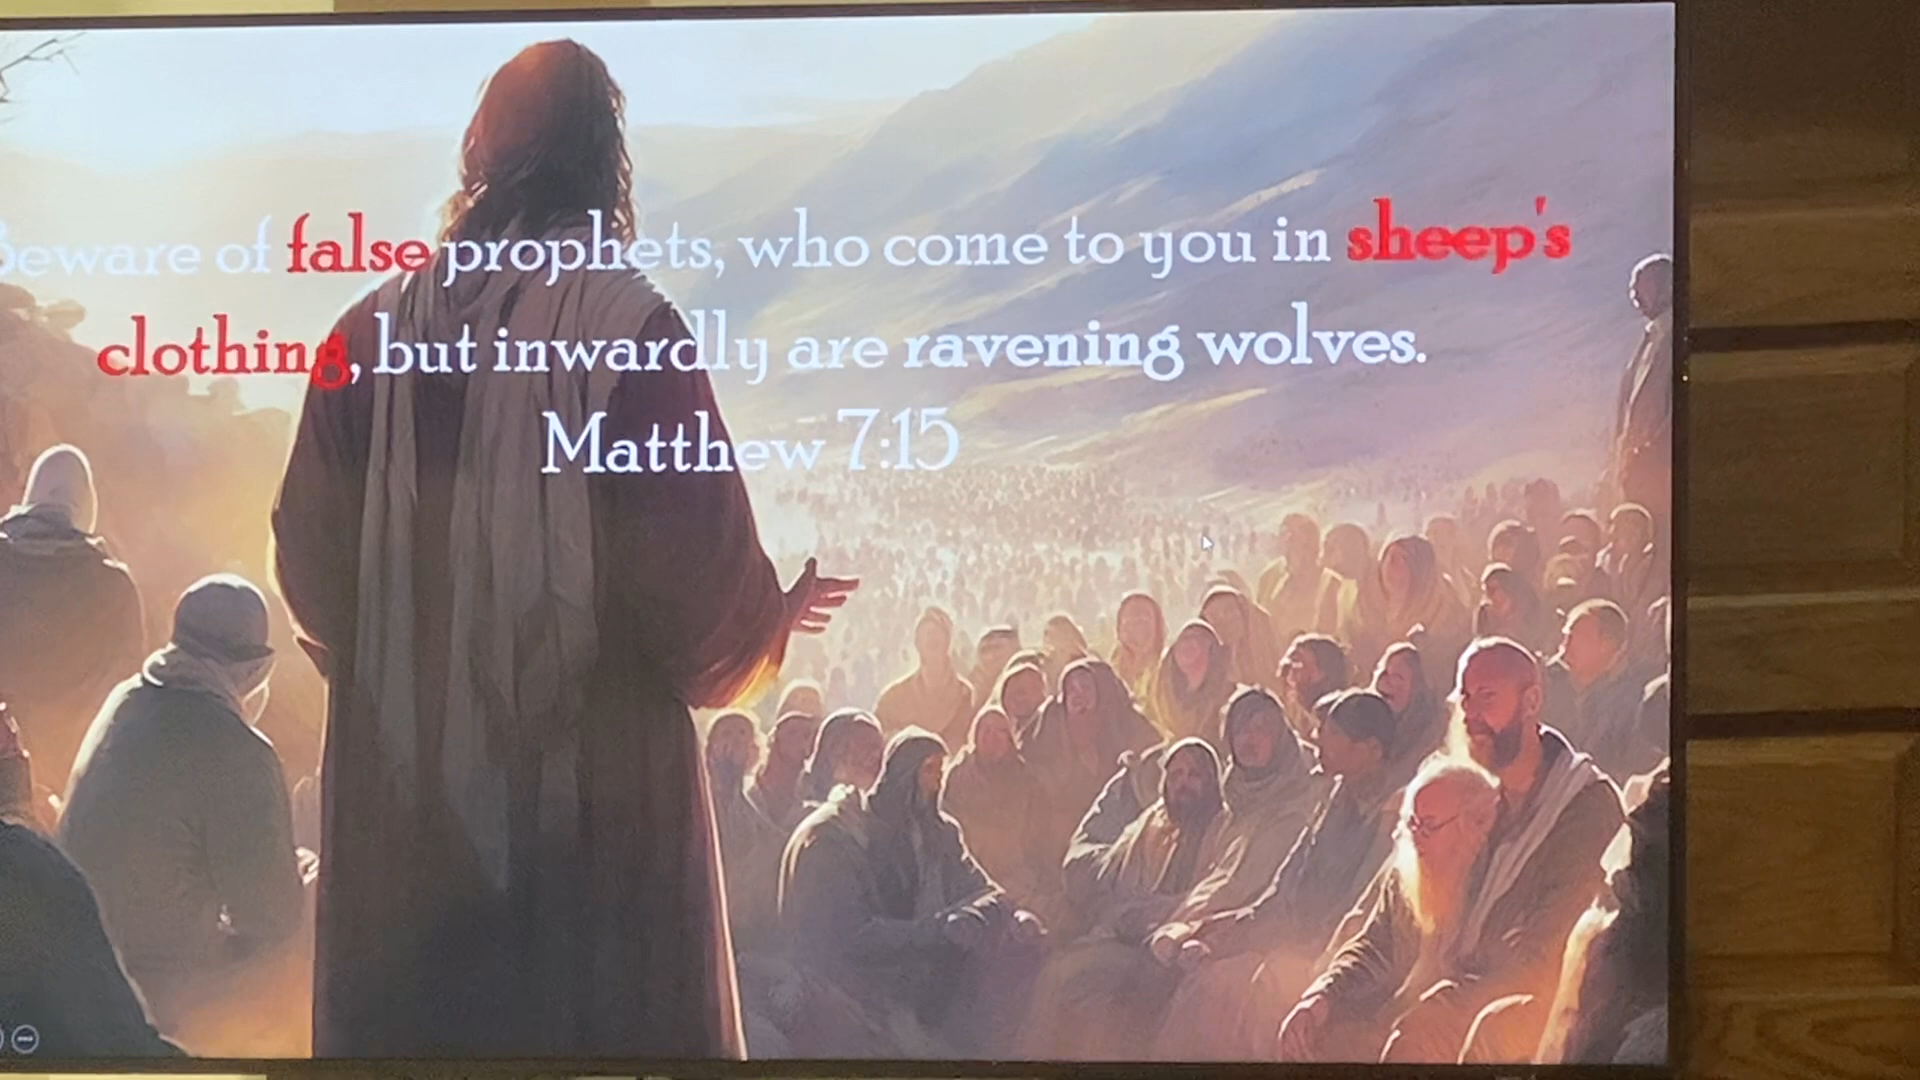 Beware of false prophets, who come to you in sheep's
clothing, but inwardly are ravening wolves.
Matthew 7:15